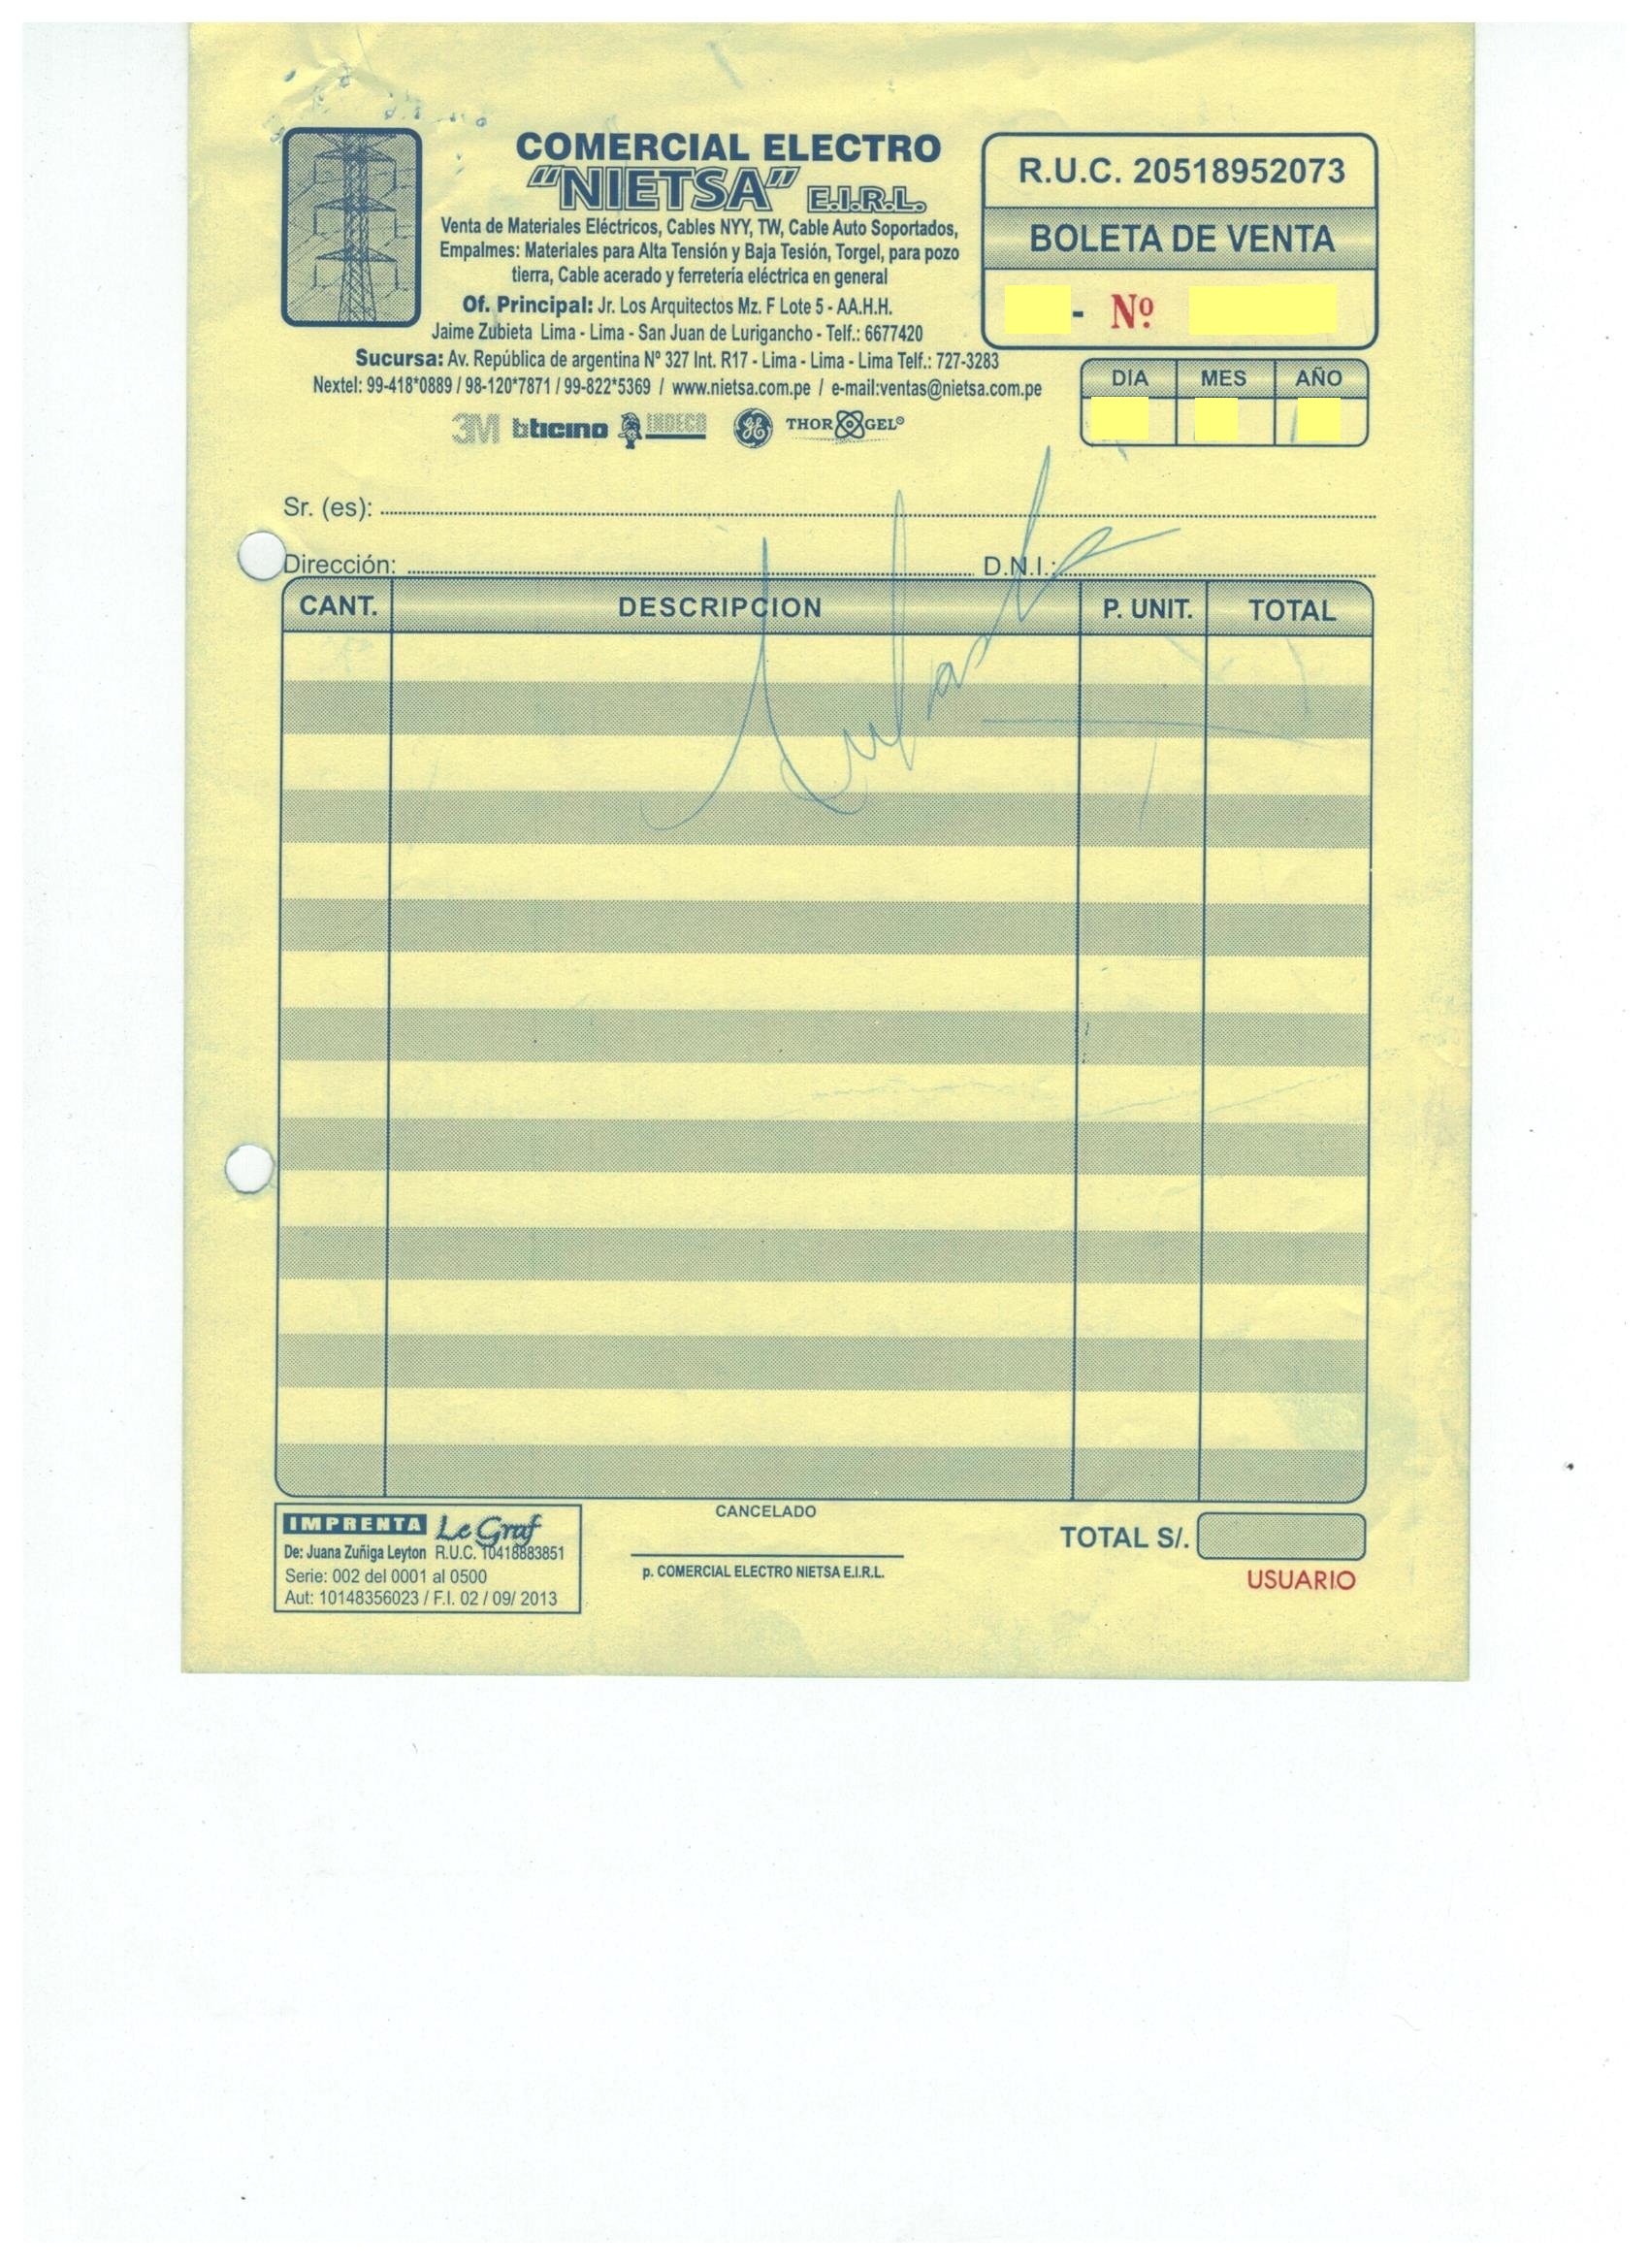 COMERCIAL ELECTRO
"NIETSA" E.I.R.L.
Venta de Materiales Eléctricos, Cables NYY, TW, Cable Auto Soportados,
Empalmes: Materiales para Alta Tensión y Baja Tesión, Torgel, para pozo
tierra, Cable acerado y ferretería eléctrica en general
Of. Principal: Jr. Los Arquitectos Mz. F Lote 5 - AA.H.H.
Jaime Zubieta Lima - Lima - San Juan de Lurigancho - Telf.: 6677420
Sucursa: Av. República de argentina Nº 327 Int. R17 - Lima - Lima - Lima Telf.: 727-3283
Nextel: 99-418*0889 / 98-120*7871 / 99-822*5369 / www.nietsa.com.pe / e-mail:ventas@nietsa.com.pe
3M bticino INDECO GE THOR GEL®
R.U.C. 20518952073
BOLETA DE VENTA
- Nº
DIA MES AÑO
Sr. (es):
Dirección: D.N.I.:
CANT. DESCRIPCION P. UNIT. TOTAL
Anulado
IMPRENTA Le Graf
De: Juana Zuñiga Leyton R.U.C. 10418883851
Serie: 002 del 0001 al 0500
Aut: 10148356023 / F.I. 02 / 09/ 2013
CANCELADO
p. COMERCIAL ELECTRO NIETSA E.I.R.L.
TOTAL S/.
USUARIO